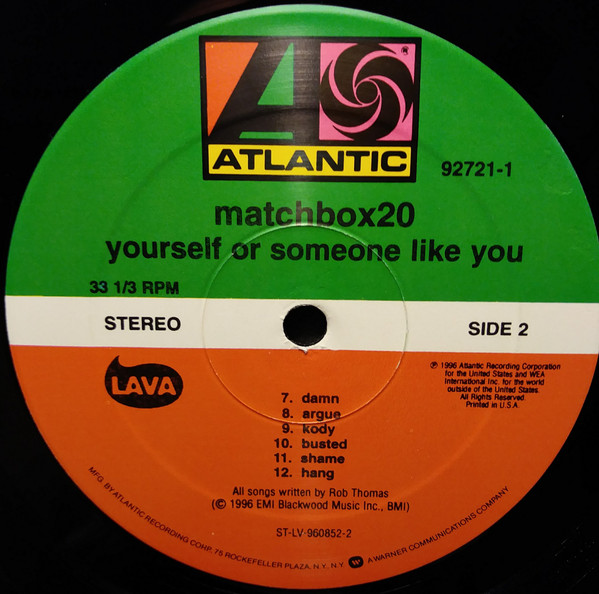 ATLANTIC
®
92721-1
matchbox20
yourself or someone like you
33 1/3 RPM
STEREO
SIDE 2
LAVA
℗ 1996 Atlantic Recording Corporation
for the United States and WEA
International Inc. for the world
outside of the United States.
All Rights Reserved.
Printed in U.S.A.
7. damn
8. argue
9. kody
10. busted
11. shame
12. hang
All songs written by Rob Thomas
(© 1996 EMI Blackwood Music Inc., BMI)
ST-LV-960852-2
MFG. BY ATLANTIC RECORDING CORP. 75 ROCKEFELLER PLAZA, N.Y. N.Y. W A WARNER COMMUNICATIONS COMPANY